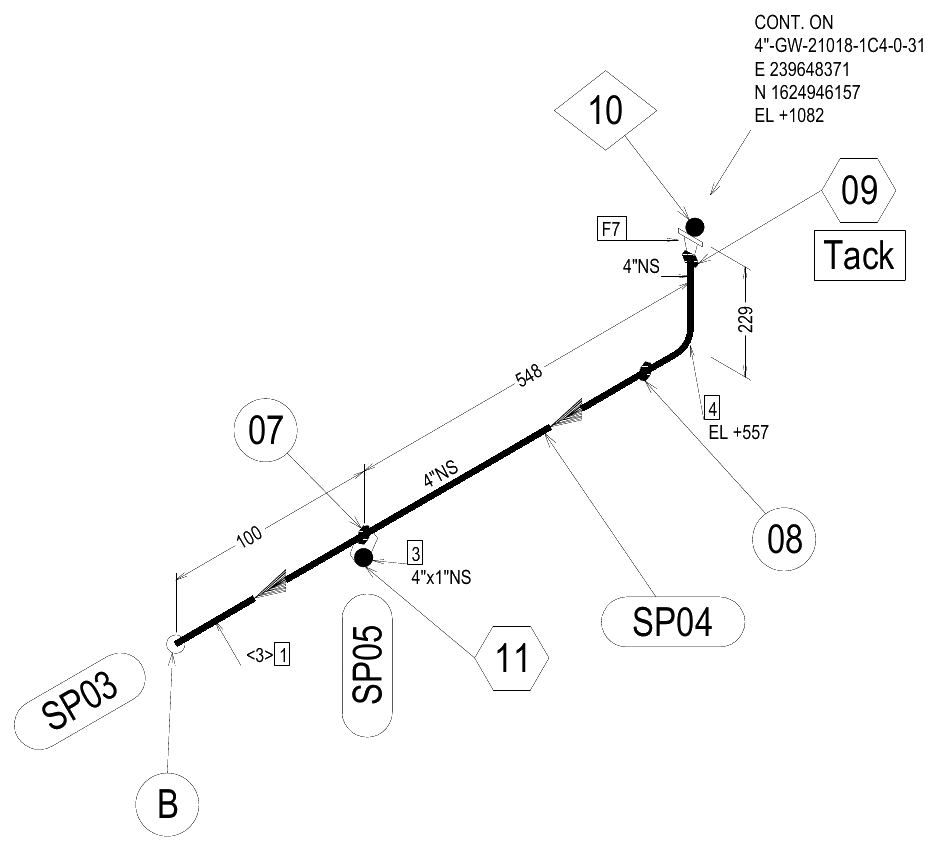 CONT. ON
4"-GW-21018-1C4-0-31
E 239648371
N 1624946157
EL +1082
10
09
F7
Tack
4"NS
229
548
4
EL +557
07
4"NS
100
08
3
4"x1"NS
SP04
SP05
11
<3>1
SP03
B